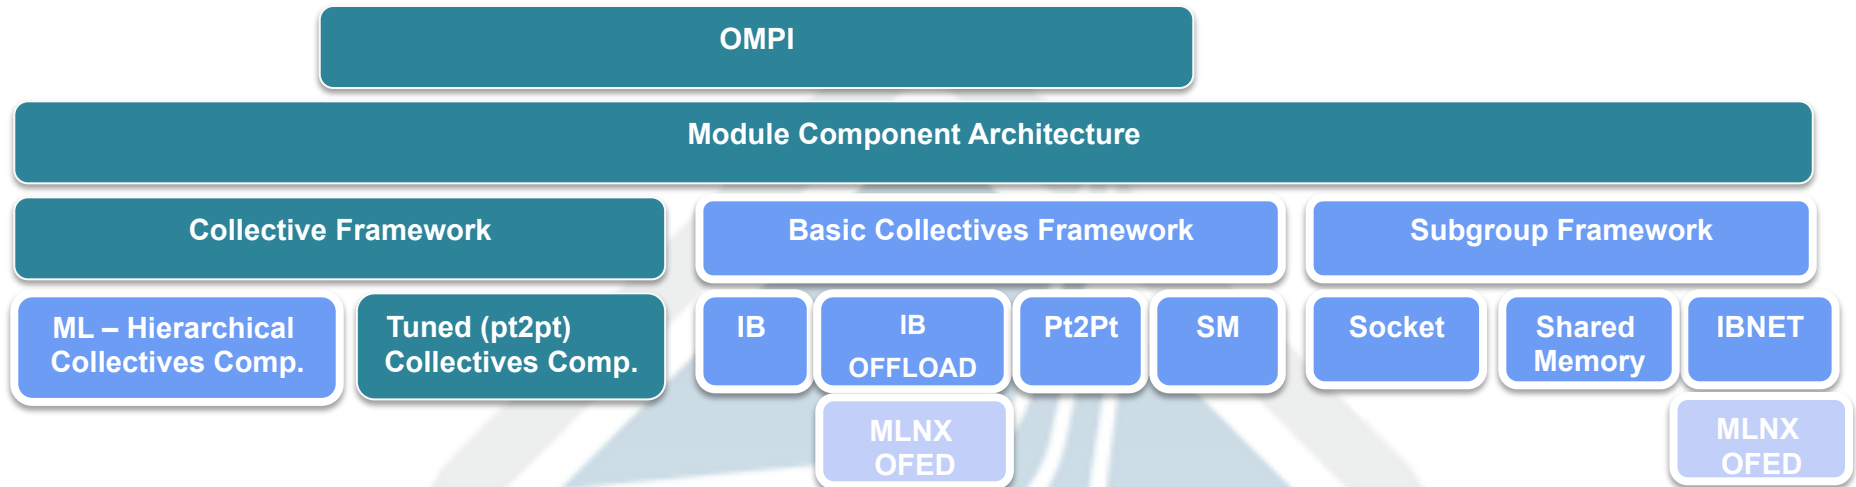 OMPI
Module Component Architecture
Collective Framework
Basic Collectives Framework
Subgroup Framework
ML – Hierarchical
Collectives Comp.
Tuned (pt2pt)
Collectives Comp.
IB
IB
OFFLOAD
Pt2Pt
SM
Socket
Shared
Memory
IBNET
MLNX
OFED
MLNX
OFED